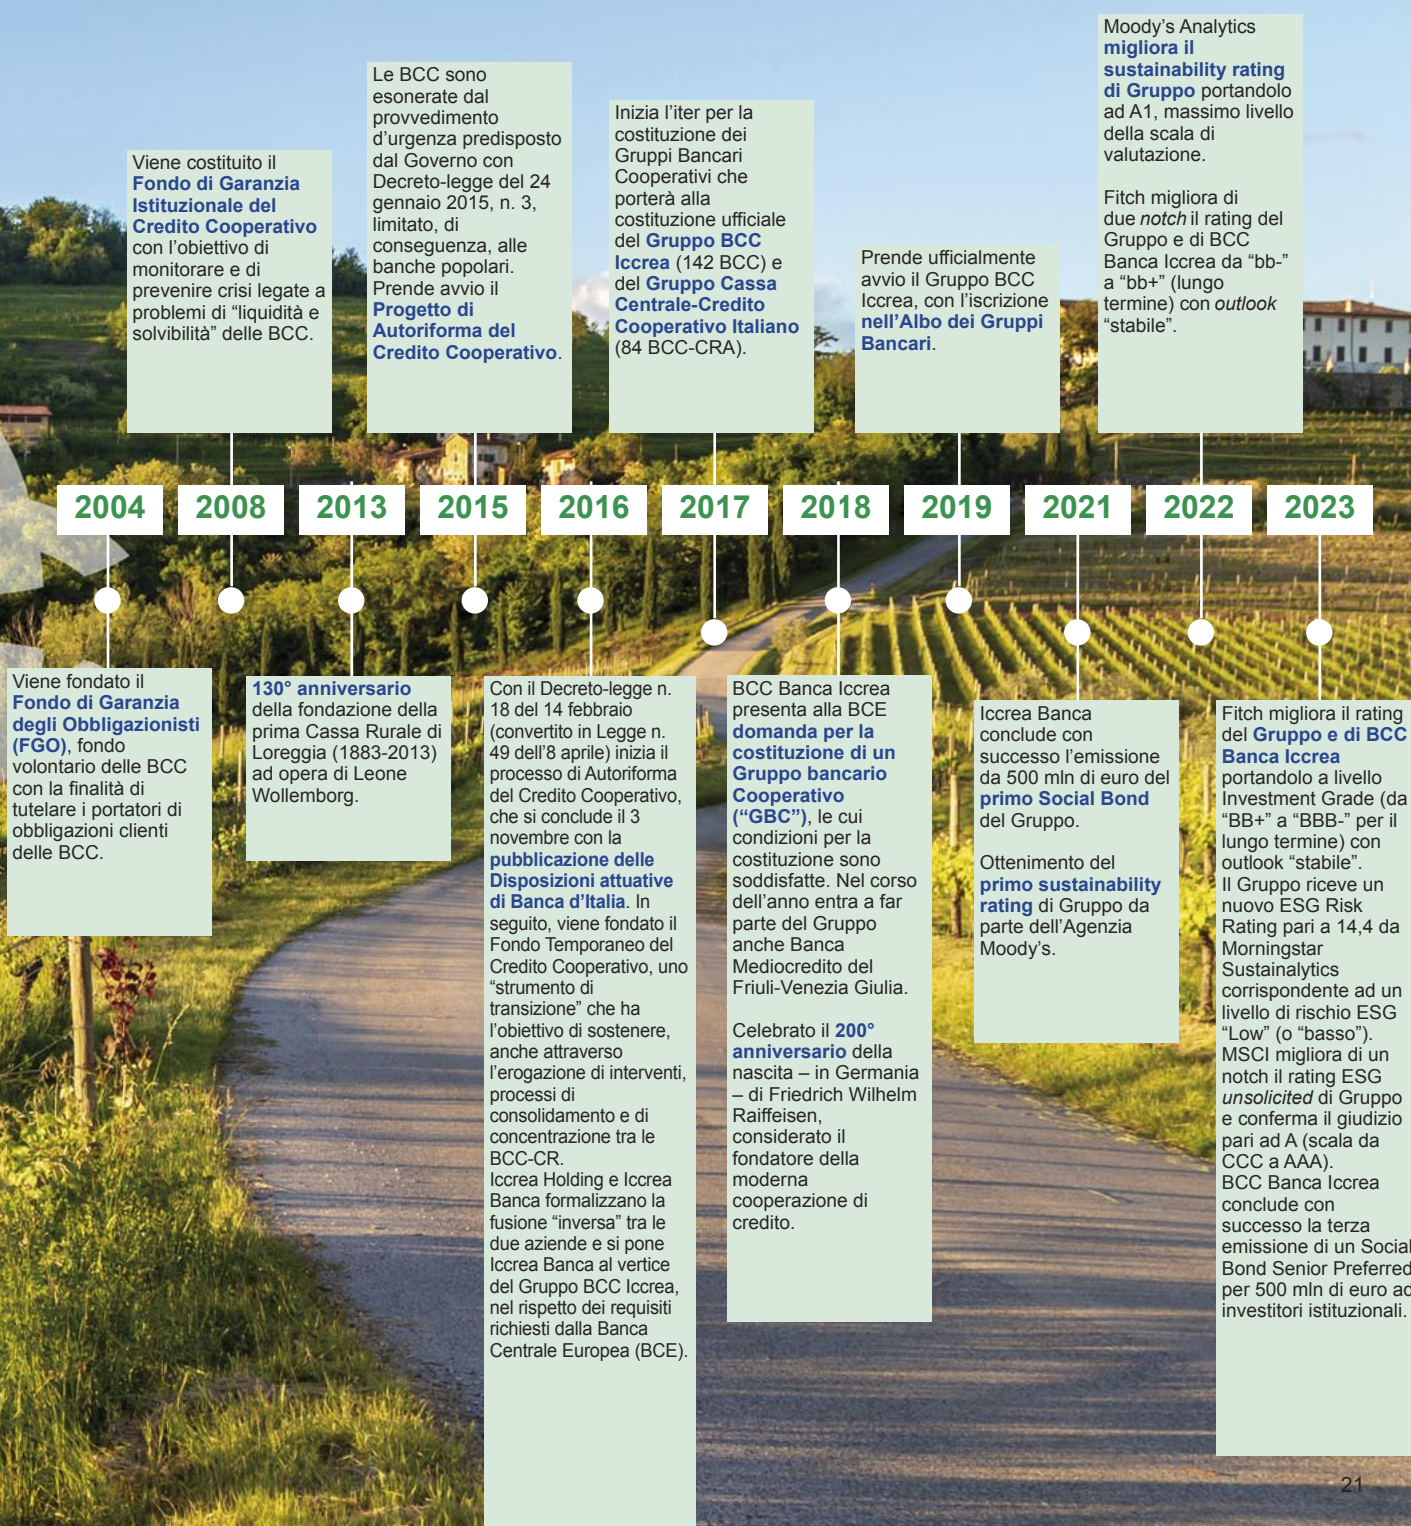 Moody's Analytics
migliora il
sustainability rating
di Gruppo portandolo
ad A1, massimo livello
della scala di
valutazione.
Fitch migliora di
due notch il rating del
Gruppo e di BCC
Banca Iccrea da “bb-”
a “bb+” (lungo
termine) con outlook
“stabile”.
Le BCC sono
esonerate dal
provvedimento
d'urgenza predisposto
dal Governo con
Decreto-legge del 24
gennaio 2015, n. 3,
limitato, di
conseguenza, alle
banche popolari.
Prende avvio il
Progetto di
Autoriforma del
Credito Cooperativo.
Inizia l'iter per la
costituzione dei
Gruppi Bancari
Cooperativi che
porterà alla
costituzione ufficiale
del Gruppo BCC
Iccrea (142 BCC) e
del Gruppo Cassa
Centrale-Credito
Cooperativo Italiano
(84 BCC-CRA).
Viene costituito il
Fondo di Garanzia
Istituzionale del
Credito Cooperativo
con l'obiettivo di
monitorare e di
prevenire crisi legate a
problemi di “liquidità e
solvibilità” delle BCC.
Prende ufficialmente
avvio il Gruppo BCC
Iccrea, con l'iscrizione
nell'Albo dei Gruppi
Bancari.
2004 2008 2013 2015 2016 2017 2018 2019 2021 2022 2023
Viene fondato il
Fondo di Garanzia
degli Obbligazionisti
(FGO), fondo
volontario delle BCC
con la finalità di
tutelare i portatori di
obbligazioni clienti
delle BCC.
130° anniversario
della fondazione della
prima Cassa Rurale di
Loreggia (1883-2013)
ad opera di Leone
Wollemborg.
Con il Decreto-legge n.
18 del 14 febbraio
(convertito in Legge n.
49 dell'8 aprile) inizia il
processo di Autoriforma
del Credito Cooperativo,
che si conclude il 3
novembre con la
pubblicazione delle
Disposizioni attuative
di Banca d'Italia. In
seguito, viene fondato il
Fondo Temporaneo del
Credito Cooperativo, uno
“strumento di
transizione” che ha
l'obiettivo di sostenere,
anche attraverso
l'erogazione di interventi,
processi di
consolidamento e di
concentrazione tra le
BCC-CR.
Iccrea Holding e Iccrea
Banca formalizzano la
fusione “inversa” tra le
due aziende e si pone
Iccrea Banca al vertice
del Gruppo BCC Iccrea,
nel rispetto dei requisiti
richiesti dalla Banca
Centrale Europea (BCE).
BCC Banca Iccrea
presenta alla BCE
domanda per la
costituzione di un
Gruppo bancario
Cooperativo
(“GBC”), le cui
condizioni per la
costituzione sono
soddisfatte. Nel corso
dell'anno entra a far
parte del Gruppo
anche Banca
Mediocredito del
Friuli-Venezia Giulia.
Celebrato il 200°
anniversario della
nascita – in Germania
– di Friedrich Wilhelm
Raiffeisen,
considerato il
fondatore della
moderna
cooperazione di
credito.
Iccrea Banca
conclude con
successo l'emissione
da 500 mln di euro del
primo Social Bond
del Gruppo.
Ottenimento del
primo sustainability
rating di Gruppo da
parte dell'Agenzia
Moody's.
Fitch migliora il rating
del Gruppo e di BCC
Banca Iccrea
portandolo a livello
Investment Grade (da
“BB+” a “BBB-” per il
lungo termine) con
outlook “stabile”.
Il Gruppo riceve un
nuovo ESG Risk
Rating pari a 14,4 da
Morningstar
Sustainalytics
corrispondente ad un
livello di rischio ESG
“Low” (o “basso”).
MSCI migliora di un
notch il rating ESG
unsolicited di Gruppo
e conferma il giudizio
pari ad A (scala da
CCC a AAA).
BCC Banca Iccrea
conclude con
successo la terza
emissione di un Social
Bond Senior Preferred
per 500 mln di euro ad
investitori istituzionali.
21